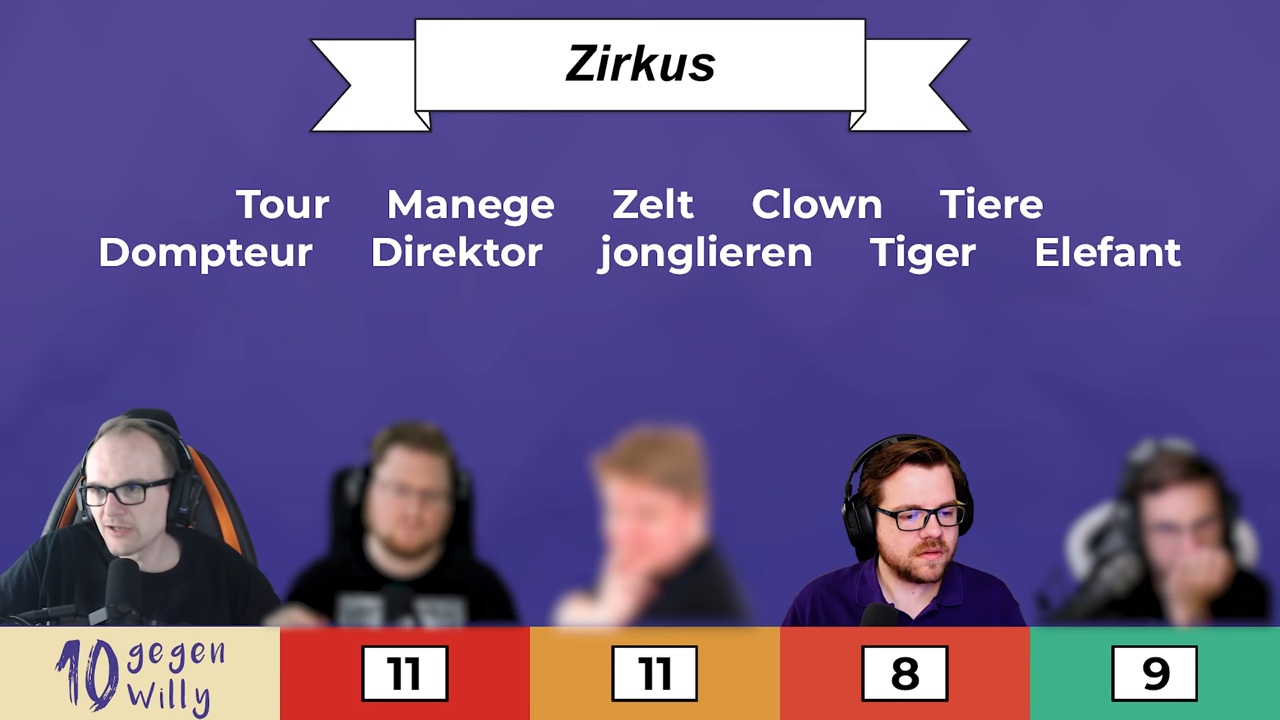 Zirkus
Tour Manege Zelt Clown Tiere
Dompteur Direktor jonglieren Tiger Elefant
10 gegen Willy
11
11
8
9